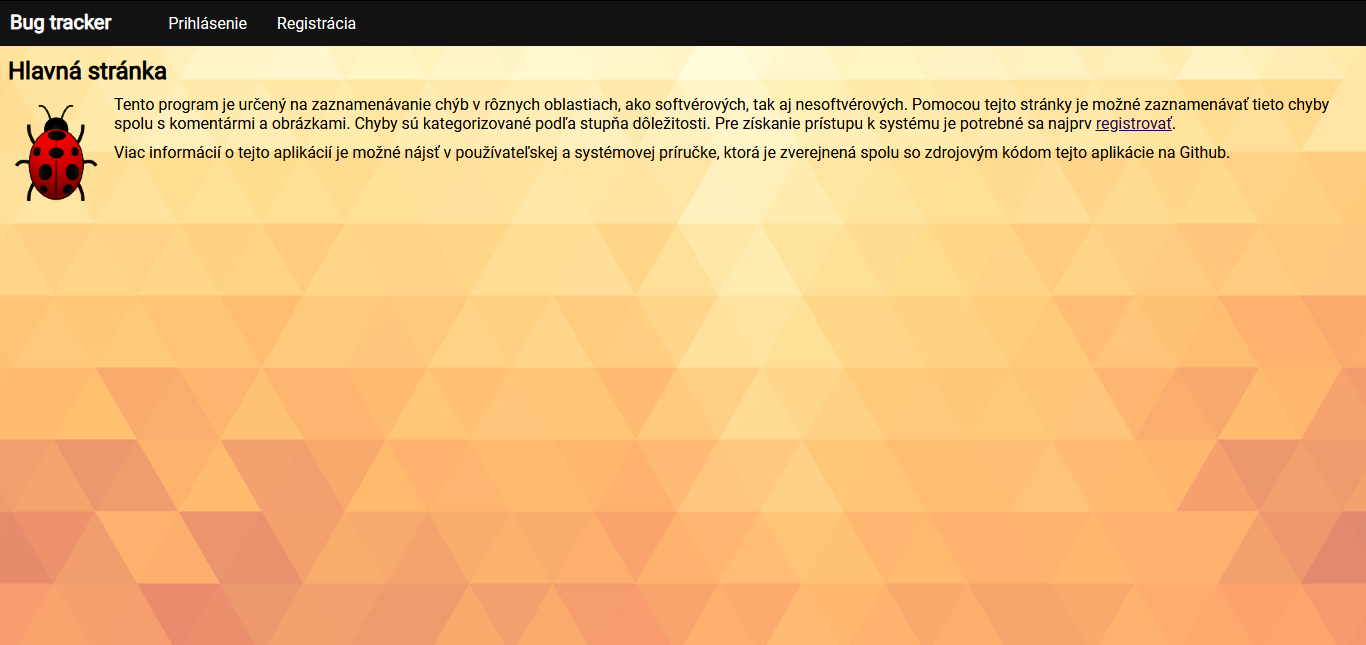 Bug tracker
Prihlásenie
Registrácia
Hlavná stránka
Tento program je určený na zaznamenávanie chýb v rôznych oblastiach, ako softvérových, tak aj nesoftvérových. Pomocou tejto stránky je možné zaznamenávať tieto chyby
spolu s komentármi a obrázkami. Chyby sú kategorizované podľa stupňa dôležitosti. Pre získanie prístupu k systému je potrebné sa najprv registrovať.
Viac informácií o tejto aplikácií je možné nájsť v používateľskej a systémovej príručke, ktorá je zverejnená spolu so zdrojovým kódom tejto aplikácie na Github.